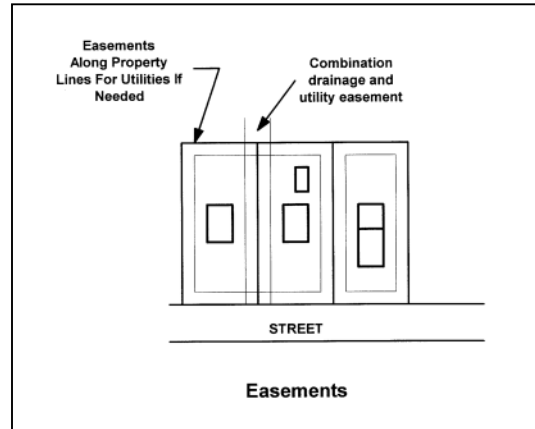 Easements
Along Property
Lines For Utilities If
Needed
Combination
drainage and
utility easement
STREET
Easements